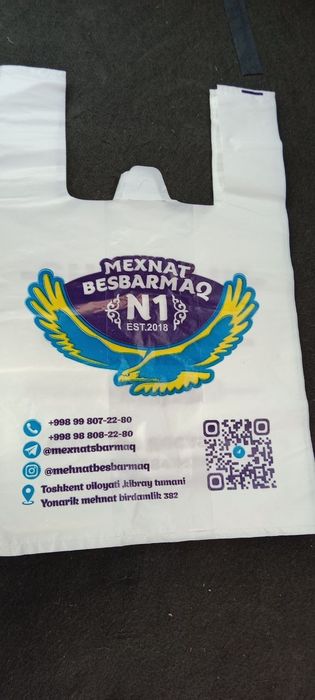 MEXNAT
BESBARMAQ
N1
EST.2018
+998 99 807-22-80
+998 98 808-22-80
@mexnatsbarmaq
@mehnatbesbarmaq
Toshkent viloyati ,kibray tumani
Yonarik mehnat birdamlik 382